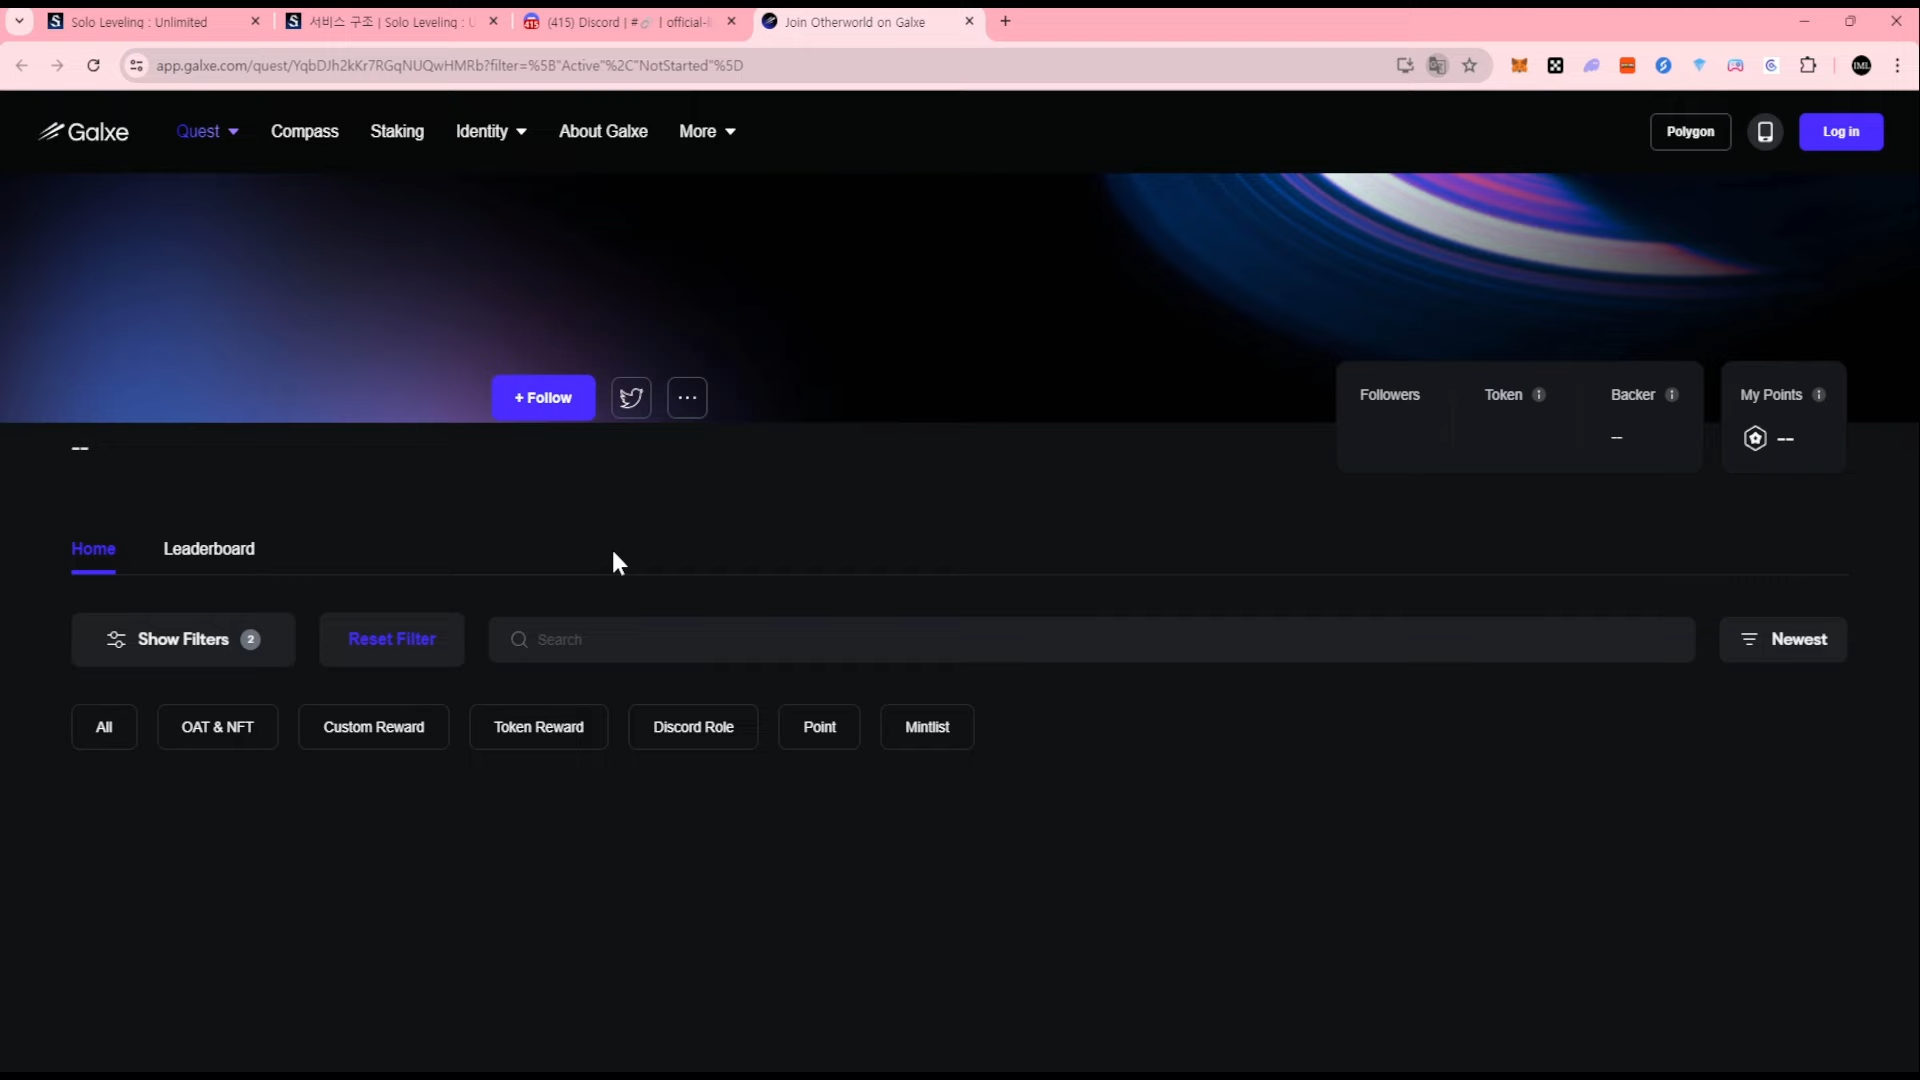 Solo Leveling : Unlimited
서비스 구조 | Solo Leveling : U
(415) Discord | #🔗 | official-li
Join Otherworld on Galxe
app.galxe.com/quest/YqbDJh2kKr7RGqNUQwHMRb?filter=%5B"Active"%2C"NotStarted"%5D
IML
Galxe
Quest
Compass
Staking
Identity
About Galxe
More
Polygon
Log in
+ Follow
Followers
Token
Backer
--
My Points
--
--
Home
Leaderboard
Show Filters 2
Reset Filter
Search
Newest
All
OAT & NFT
Custom Reward
Token Reward
Discord Role
Point
Mintlist